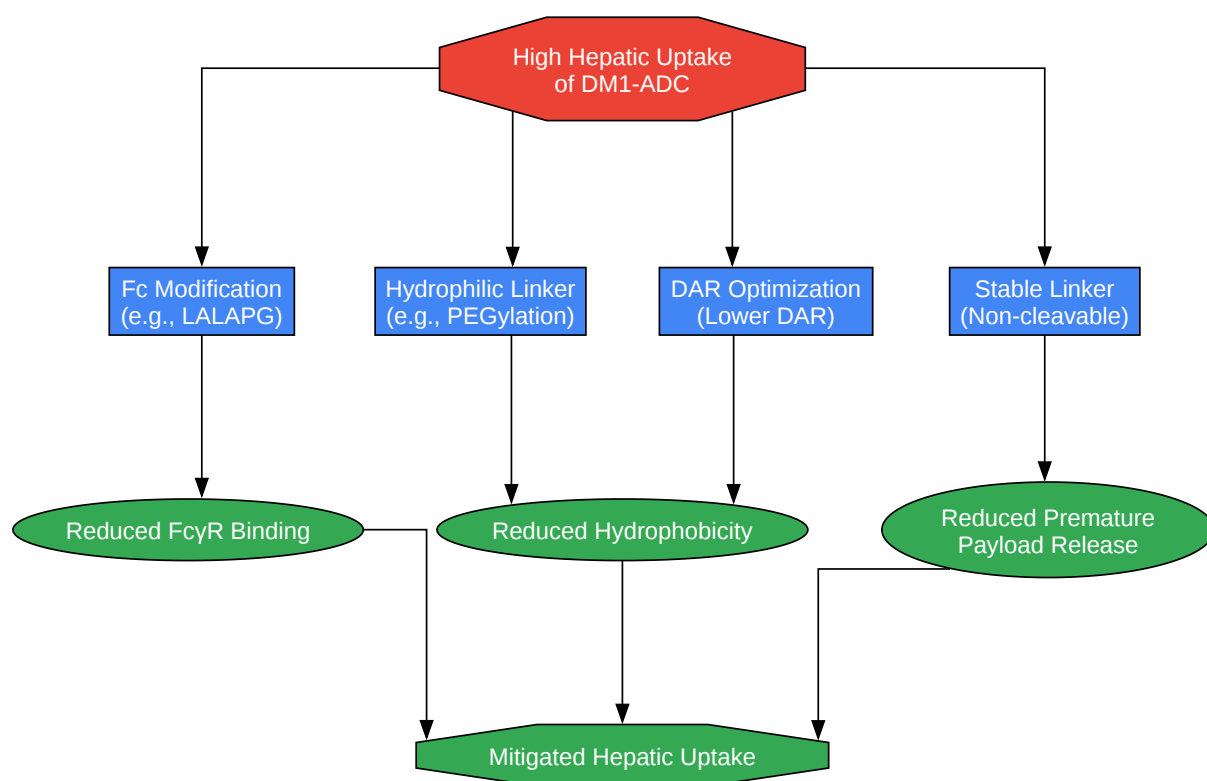 High Hepatic Uptake
of DM1-ADC
Fc Modification
(e.g., LALAPG)
Hydrophilic Linker
(e.g., PEGylation)
DAR Optimization
(Lower DAR)
Stable Linker
(Non-cleavable)
Reduced FcγR Binding
Reduced Hydrophobicity
Reduced Premature
Payload Release
Mitigated Hepatic Uptake